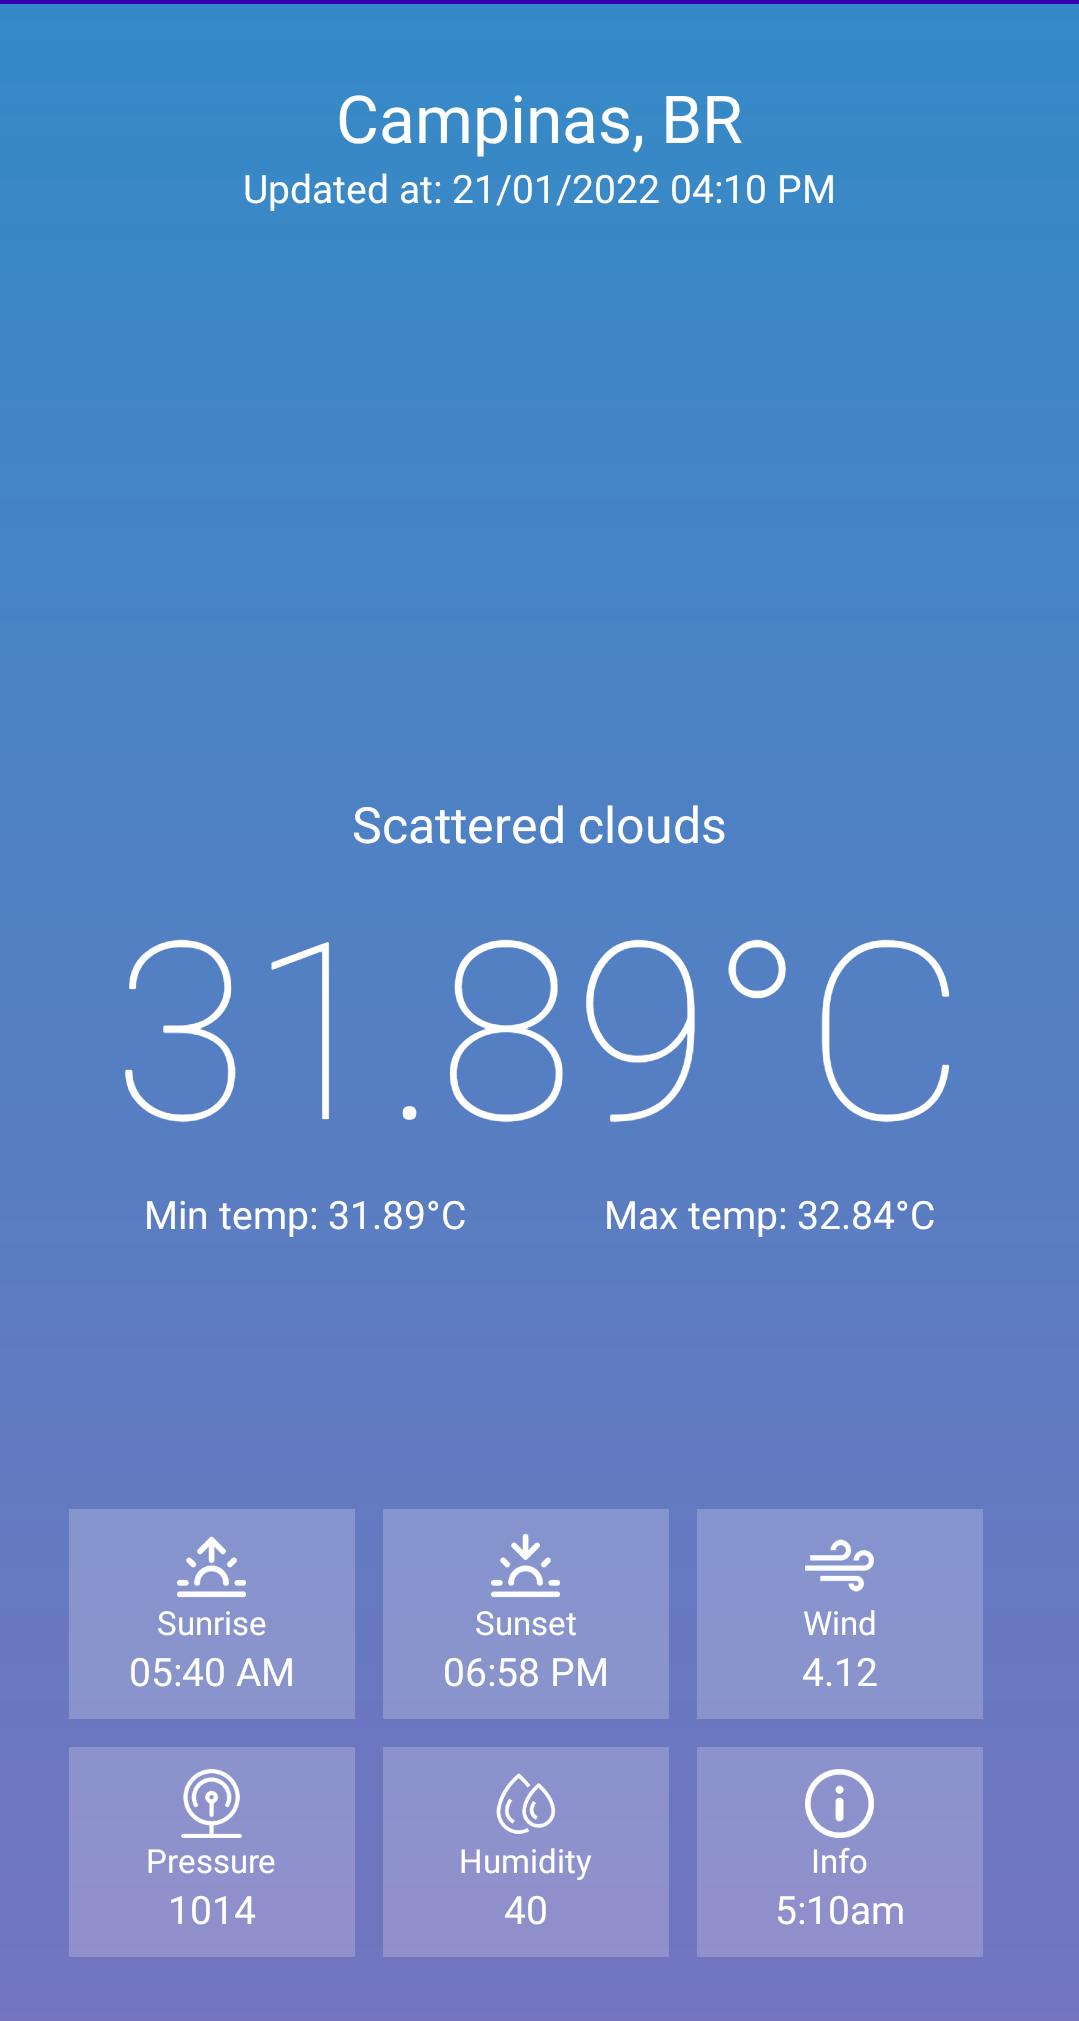 Campinas, BR
Updated at: 21/01/2022 04:10 PM
Scattered clouds
31.89°C
Min temp: 31.89°C
Max temp: 32.84°C
Sunrise
05:40 AM
Sunset
06:58 PM
Wind
4.12
Pressure
1014
Humidity
40
Info
5:10am